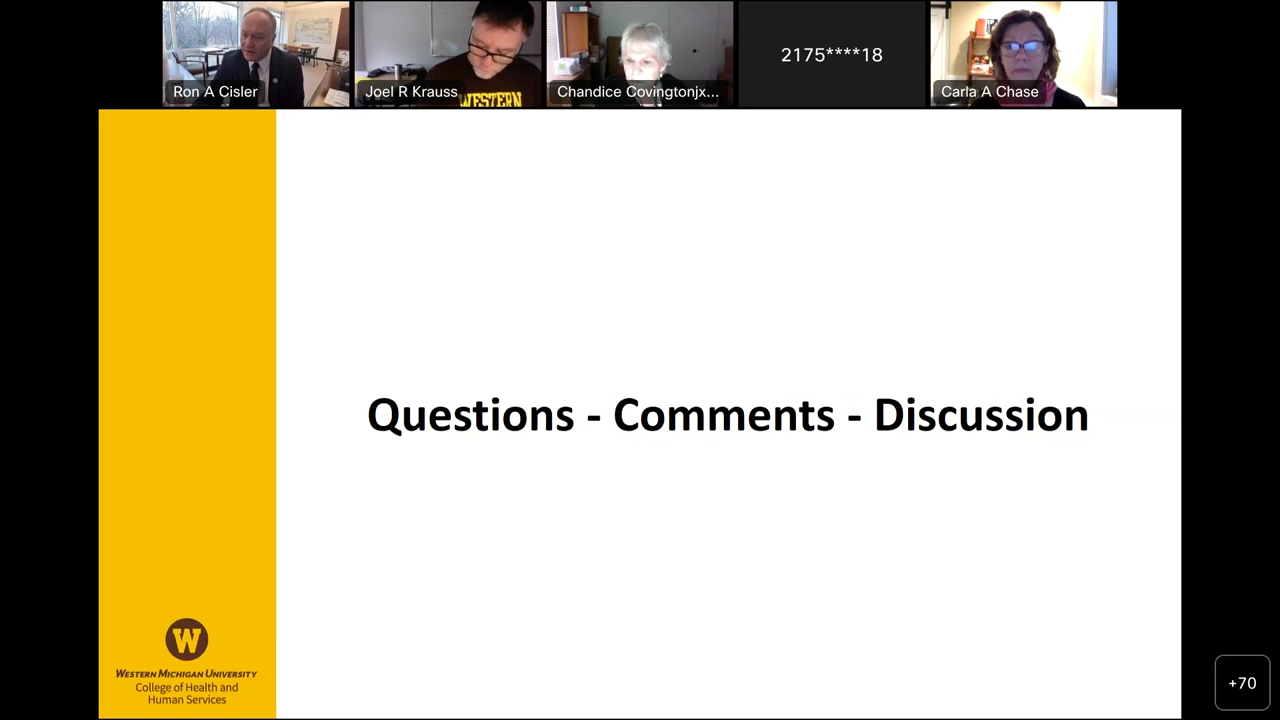 Ron A Cisler
Joel R Krauss
Chandice Covingtonjx...
2175****18
Carla A Chase
WESTERN
Questions - Comments - Discussion
W
WESTERN MICHIGAN UNIVERSITY
College of Health and
Human Services
+70